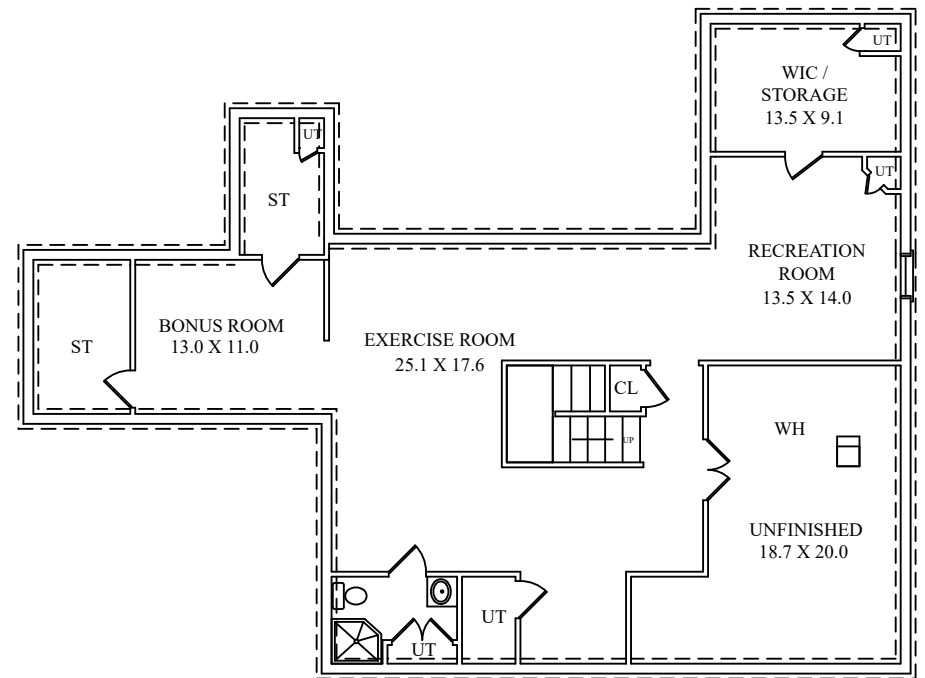 UT
WIC /
STORAGE
13.5 X 9.1
UT
ST
UT
RECREATION
ROOM
13.5 X 14.0
BONUS ROOM
13.0 X 11.0
ST
EXERCISE ROOM
25.1 X 17.6
CL
UP
WH
UNFINISHED
18.7 X 20.0
UT
UT